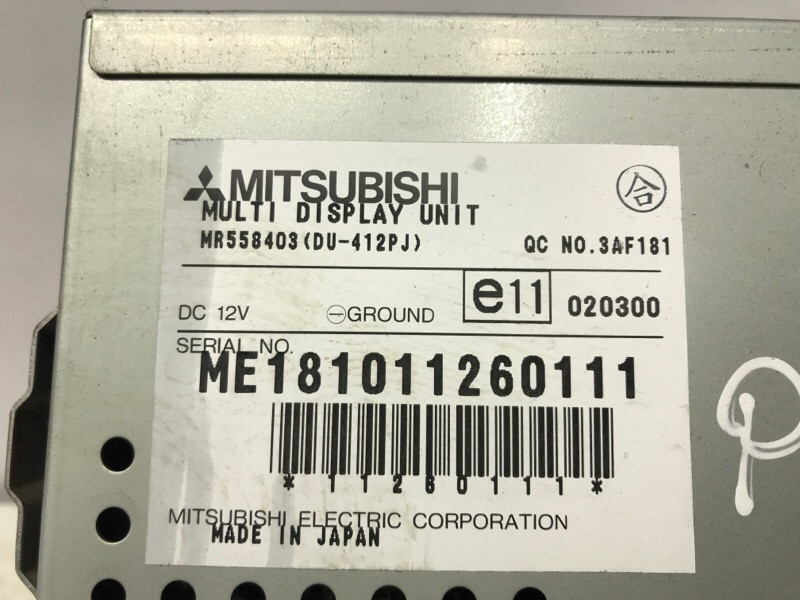 MITSUBISHI 合
MULTI DISPLAY UNIT
MR558403(DU-412PJ) QC NO.3AF181
DC 12V ⊖GROUND e11 020300
SERIAL NO.
ME181011260111
*11260111*
MITSUBISHI ELECTRIC CORPORATION
MADE IN JAPAN